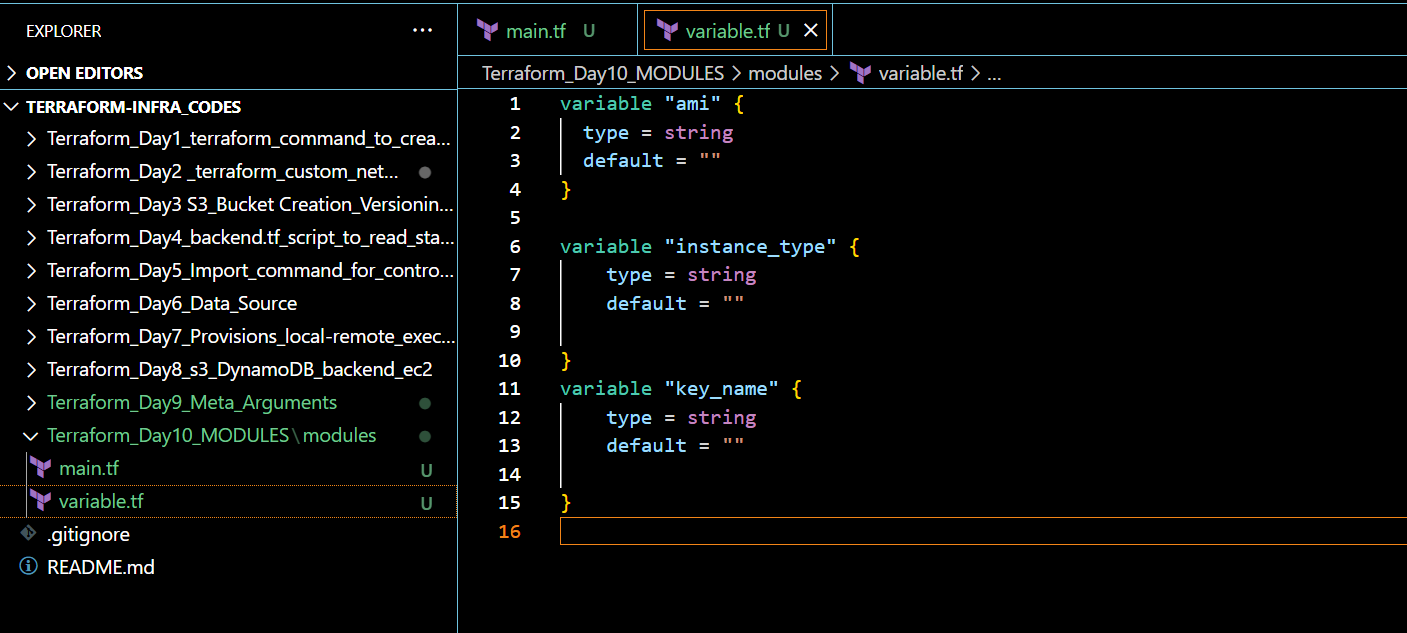 EXPLORER ...
OPEN EDITORS
TERRAFORM-INFRA_CODES
Terraform_Day1_terraform_command_to_crea...
Terraform_Day2 _terraform_custom_net...
Terraform_Day3 S3_Bucket Creation_Versionin...
Terraform_Day4_backend.tf_script_to_read_sta...
Terraform_Day5_Import_command_for_contro...
Terraform_Day6_Data_Source
Terraform_Day7_Provisions_local-remote_exec...
Terraform_Day8_s3_DynamoDB_backend_ec2
Terraform_Day9_Meta_Arguments
Terraform_Day10_MODULES\modules
main.tf U
variable.tf U
.gitignore
README.md
main.tf U variable.tf U
Terraform_Day10_MODULES > modules > variable.tf > ...
1 variable "ami" {
2 type = string
3 default = ""
4 }
5
6 variable "instance_type" {
7 type = string
8 default = ""
9
10 }
11 variable "key_name" {
12 type = string
13 default = ""
14
15 }
16